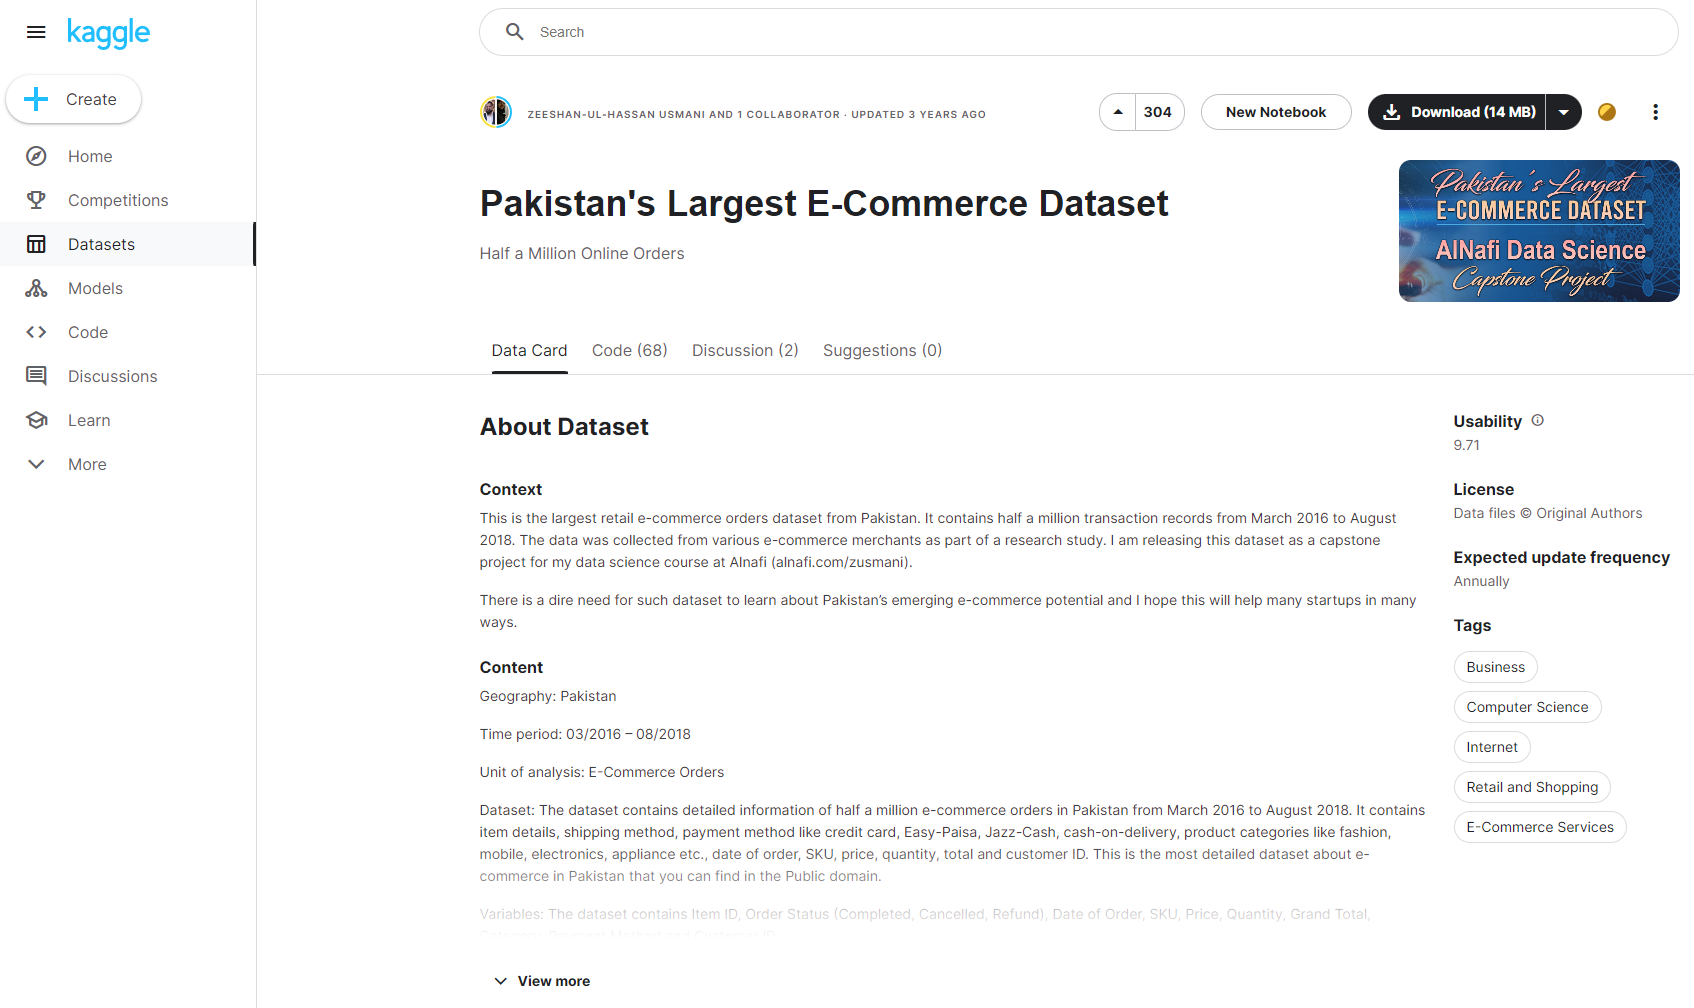 kaggle
Search
Create
Home
Competitions
Datasets
Models
Code
Discussions
Learn
More
ZEESHAN-UL-HASSAN USMANI AND 1 COLLABORATOR · UPDATED 3 YEARS AGO
304
New Notebook
Download (14 MB)
Pakistan's Largest E-Commerce Dataset
Half a Million Online Orders
Pakistan's Largest
E-COMMERCE DATASET
AlNafi Data Science
Capstone Project
Data Card
Code (68)
Discussion (2)
Suggestions (0)
About Dataset
Context
This is the largest retail e-commerce orders dataset from Pakistan. It contains half a million transaction records from March 2016 to August
2018. The data was collected from various e-commerce merchants as part of a research study. I am releasing this dataset as a capstone
project for my data science course at Alnafi (alnafi.com/zusmani).
There is a dire need for such dataset to learn about Pakistan’s emerging e-commerce potential and I hope this will help many startups in many
ways.
Content
Geography: Pakistan
Time period: 03/2016 – 08/2018
Unit of analysis: E-Commerce Orders
Dataset: The dataset contains detailed information of half a million e-commerce orders in Pakistan from March 2016 to August 2018. It contains
item details, shipping method, payment method like credit card, Easy-Paisa, Jazz-Cash, cash-on-delivery, product categories like fashion,
mobile, electronics, appliance etc., date of order, SKU, price, quantity, total and customer ID. This is the most detailed dataset about e-
commerce in Pakistan that you can find in the Public domain.
Variables: The dataset contains Item ID, Order Status (Completed, Cancelled, Refund), Date of Order, SKU, Price, Quantity, Grand Total,
Category, Payment Method and Customer ID.
View more
Usability
9.71
License
Data files © Original Authors
Expected update frequency
Annually
Tags
Business
Computer Science
Internet
Retail and Shopping
E-Commerce Services